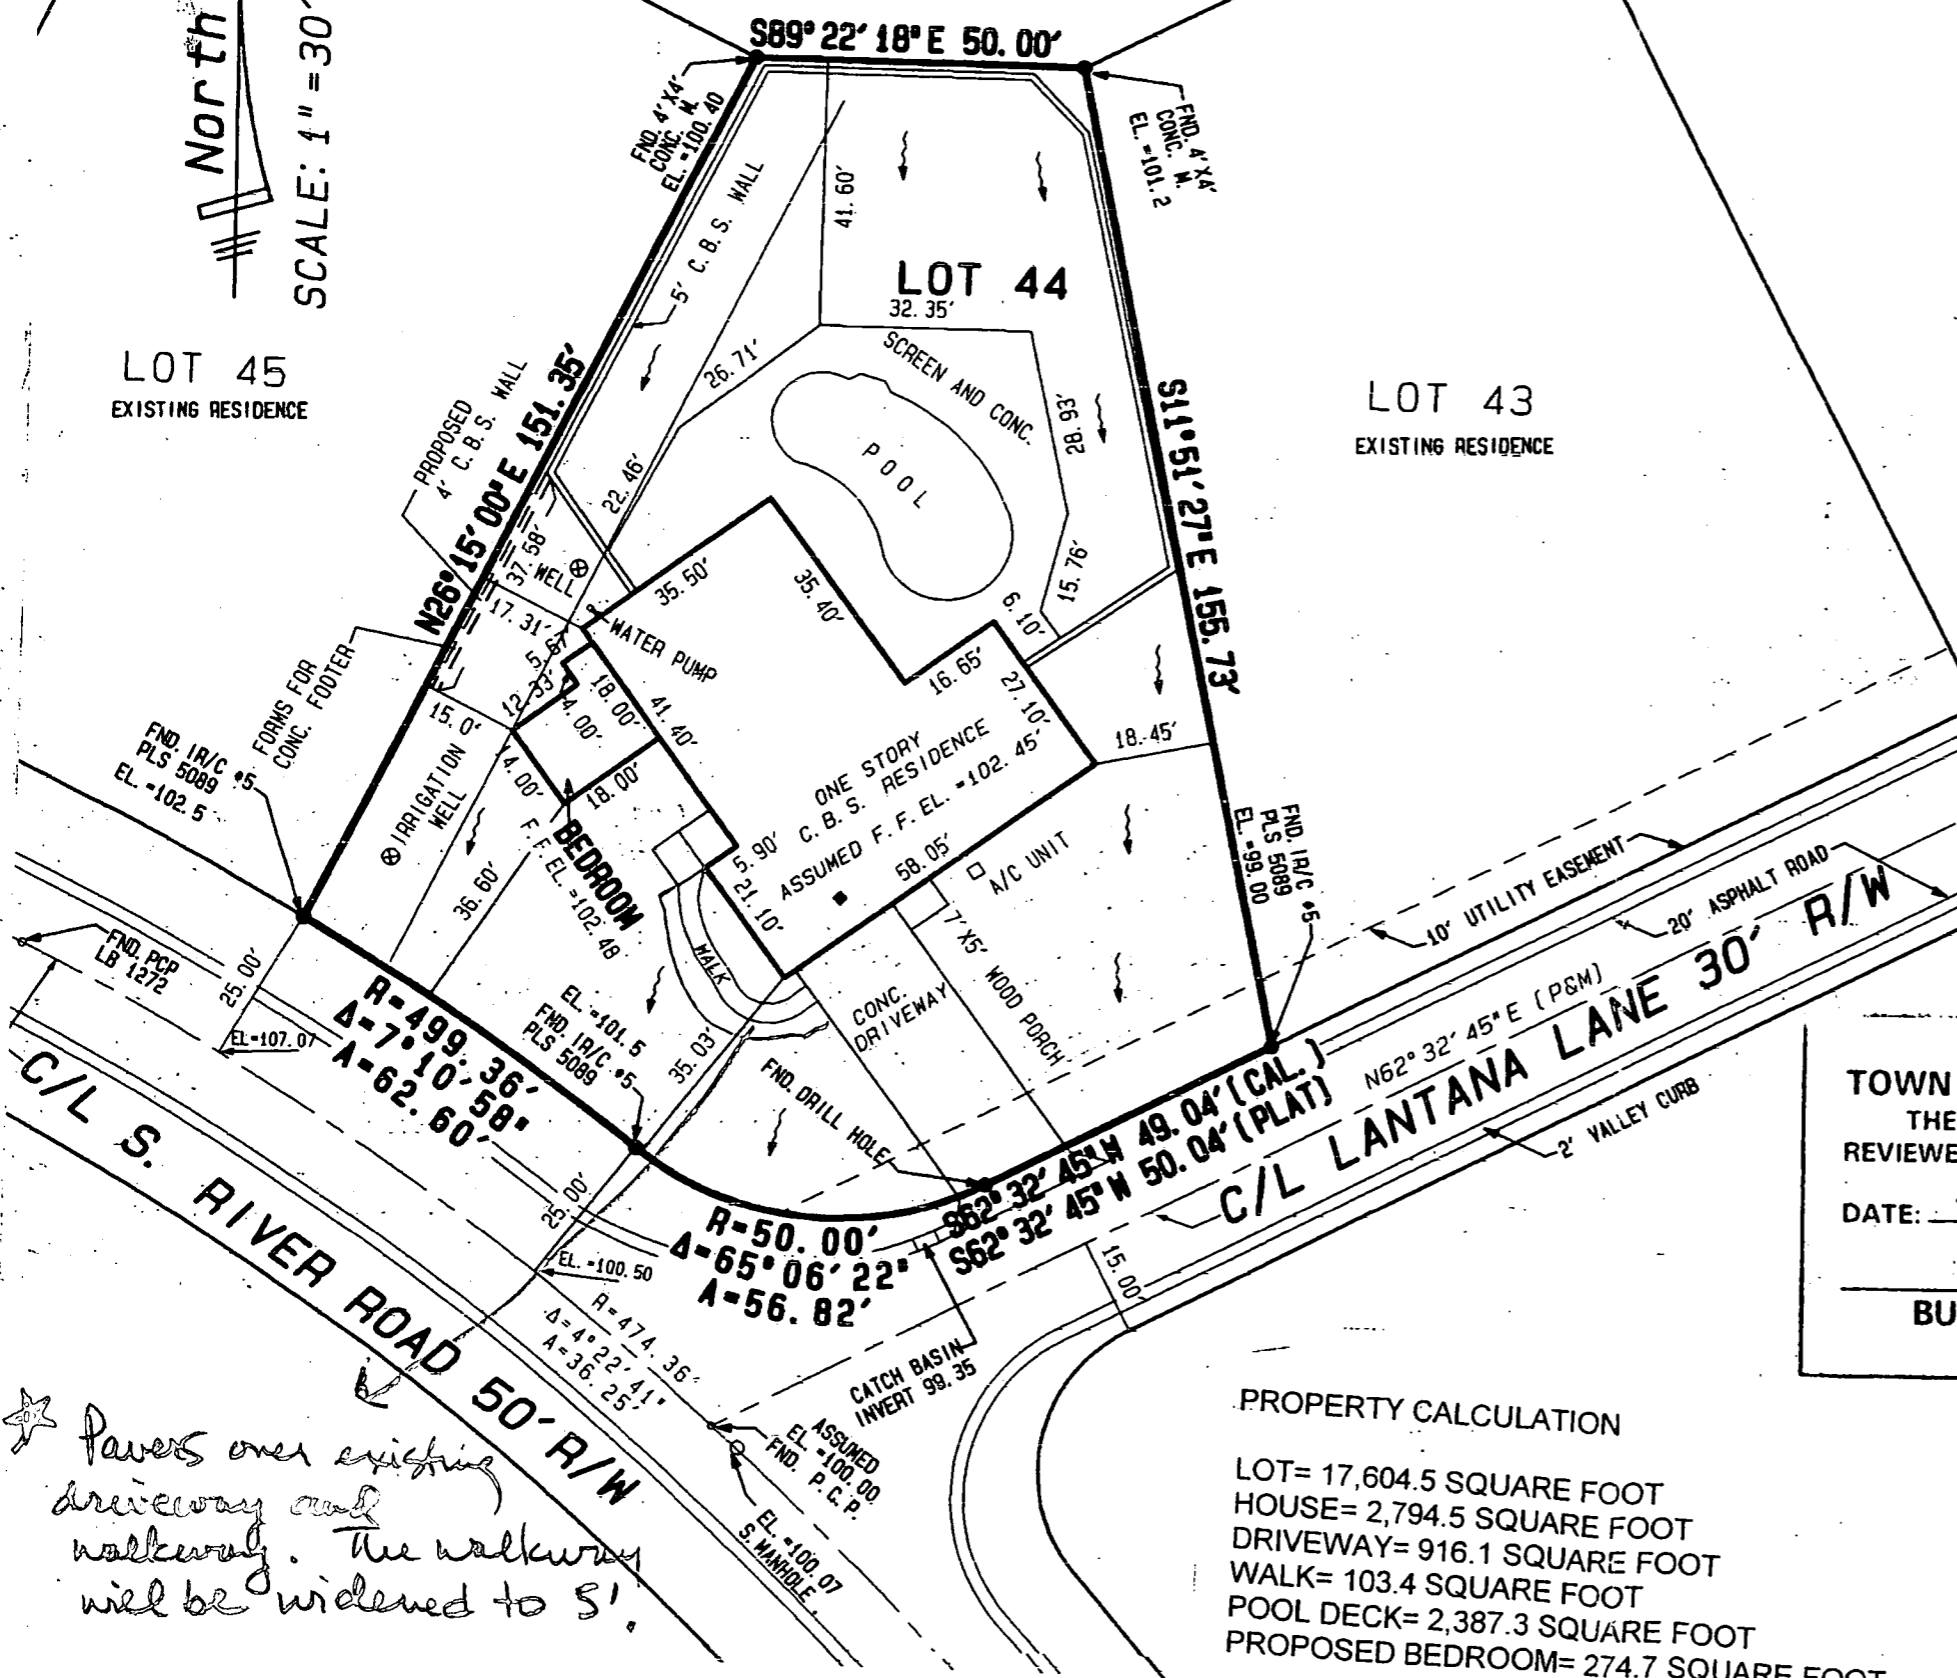 North
SCALE: 1"=30'
S89°22'18"E 50.00'
FND. 4'X4'
CONC. M.
EL.=100.40
FND. 4'X4'
CONC. M.
EL.=101.2
5' C.B.S. WALL
41.60'
LOT 44
32.35'
SCREEN AND CONC.
26.71'
28.93'
POOL
22.46'
15.76'
6.10'
LOT 45
EXISTING RESIDENCE
LOT 43
EXISTING RESIDENCE
PROPOSED
4' C.B.S. WALL
N26°15'00"E 151.35'
S11°51'27"E 155.73'
37.58'
WELL
17.31'
WATER PUMP
35.50'
35.40'
16.65'
27.10'
5.67'
12.33'
4.00'
18.00'
41.40'
15.0'
14.00'
18.00'
18.45'
FORMS FOR
CONC. FOOTER
FND. IR/C #5
PLS 5089
EL.=102.5
IRRIGATION
WELL
ONE STORY
C.B.S. RESIDENCE
ASSUMED F.F. EL.=102.45'
5.90'
21.10'
58.05'
A/C UNIT
BEDROOM
F.F. EL.=102.48
36.60'
WALK
CONC.
DRIVEWAY
7'X5' WOOD PORCH
FND. IR/C #5
PLS 5089
EL.=99.00
10' UTILITY EASEMENT
20' ASPHALT ROAD
FND. PCP
LB 1272
25.00'
EL=107.07
R=499.36'
Δ=7°10'58"
A=62.60'
EL.=101.5
FND. IR/C #5
PLS 5089
35.03'
FND. DRILL HOLE
S62°32'45"W 49.04'(CAL.)
S62°32'45"W 50.04'(PLAT)
N62°32'45"E (P&M)
C/L LANTANA LANE 30' R/W
2' VALLEY CURB
C/L S. RIVER ROAD 50' R/W
25.00'
EL.=100.50
R=50.00'
Δ=65°06'22"
A=56.82'
R=474.36'
Δ=4°22'41"
A=36.25'
15.00'
CATCH BASIN
INVERT 99.35
ASSUMED
EL.=100.00
FND. P.C.P.
EL.=100.07
S. MANHOLE
TOWN
THE
REVIEWE
DATE:
BU
Pavers over existing
driveway and
walkway. The walkway
will be widened to 5'.
PROPERTY CALCULATION
LOT= 17,604.5 SQUARE FOOT
HOUSE= 2,794.5 SQUARE FOOT
DRIVEWAY= 916.1 SQUARE FOOT
WALK= 103.4 SQUARE FOOT
POOL DECK= 2,387.3 SQUARE FOOT
PROPOSED BEDROOM= 274.7 SQUARE FOOT